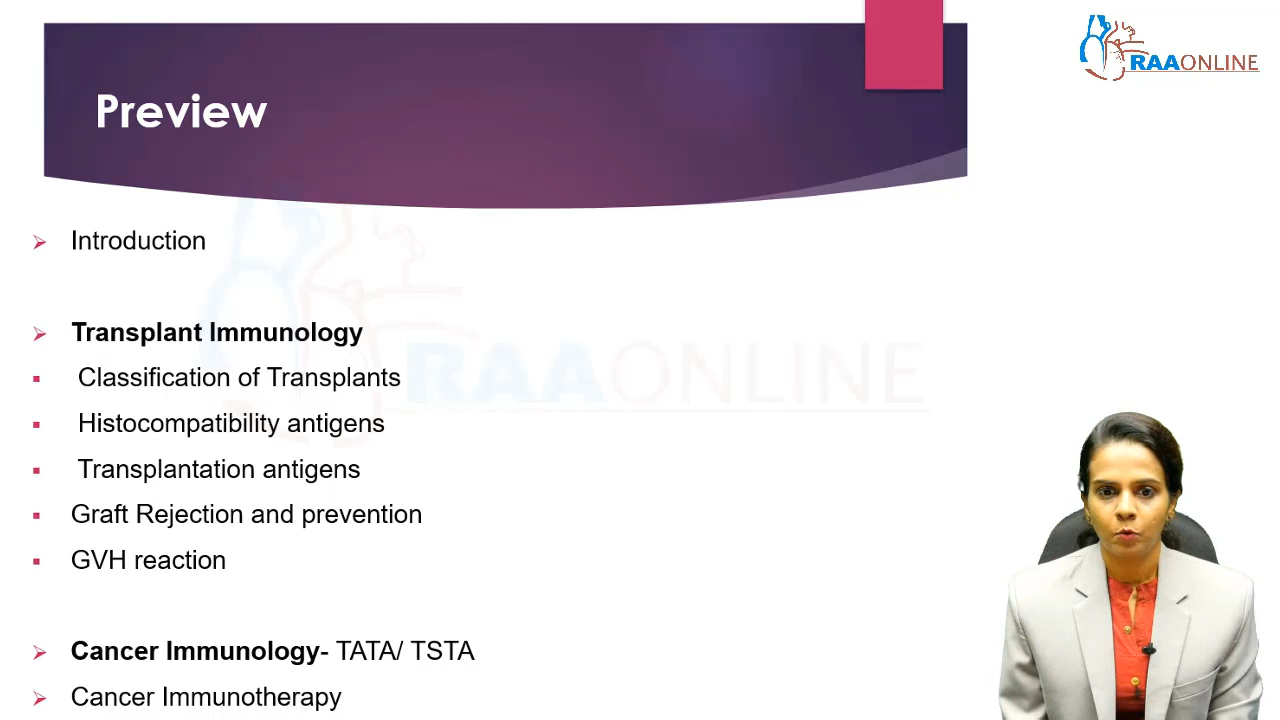 RAAONLINE
Preview
Introduction
Transplant Immunology
Classification of Transplants
Histocompatibility antigens
Transplantation antigens
Graft Rejection and prevention
GVH reaction
Cancer Immunology- TATA/ TSTA
Cancer Immunotherapy
RAAONLINE